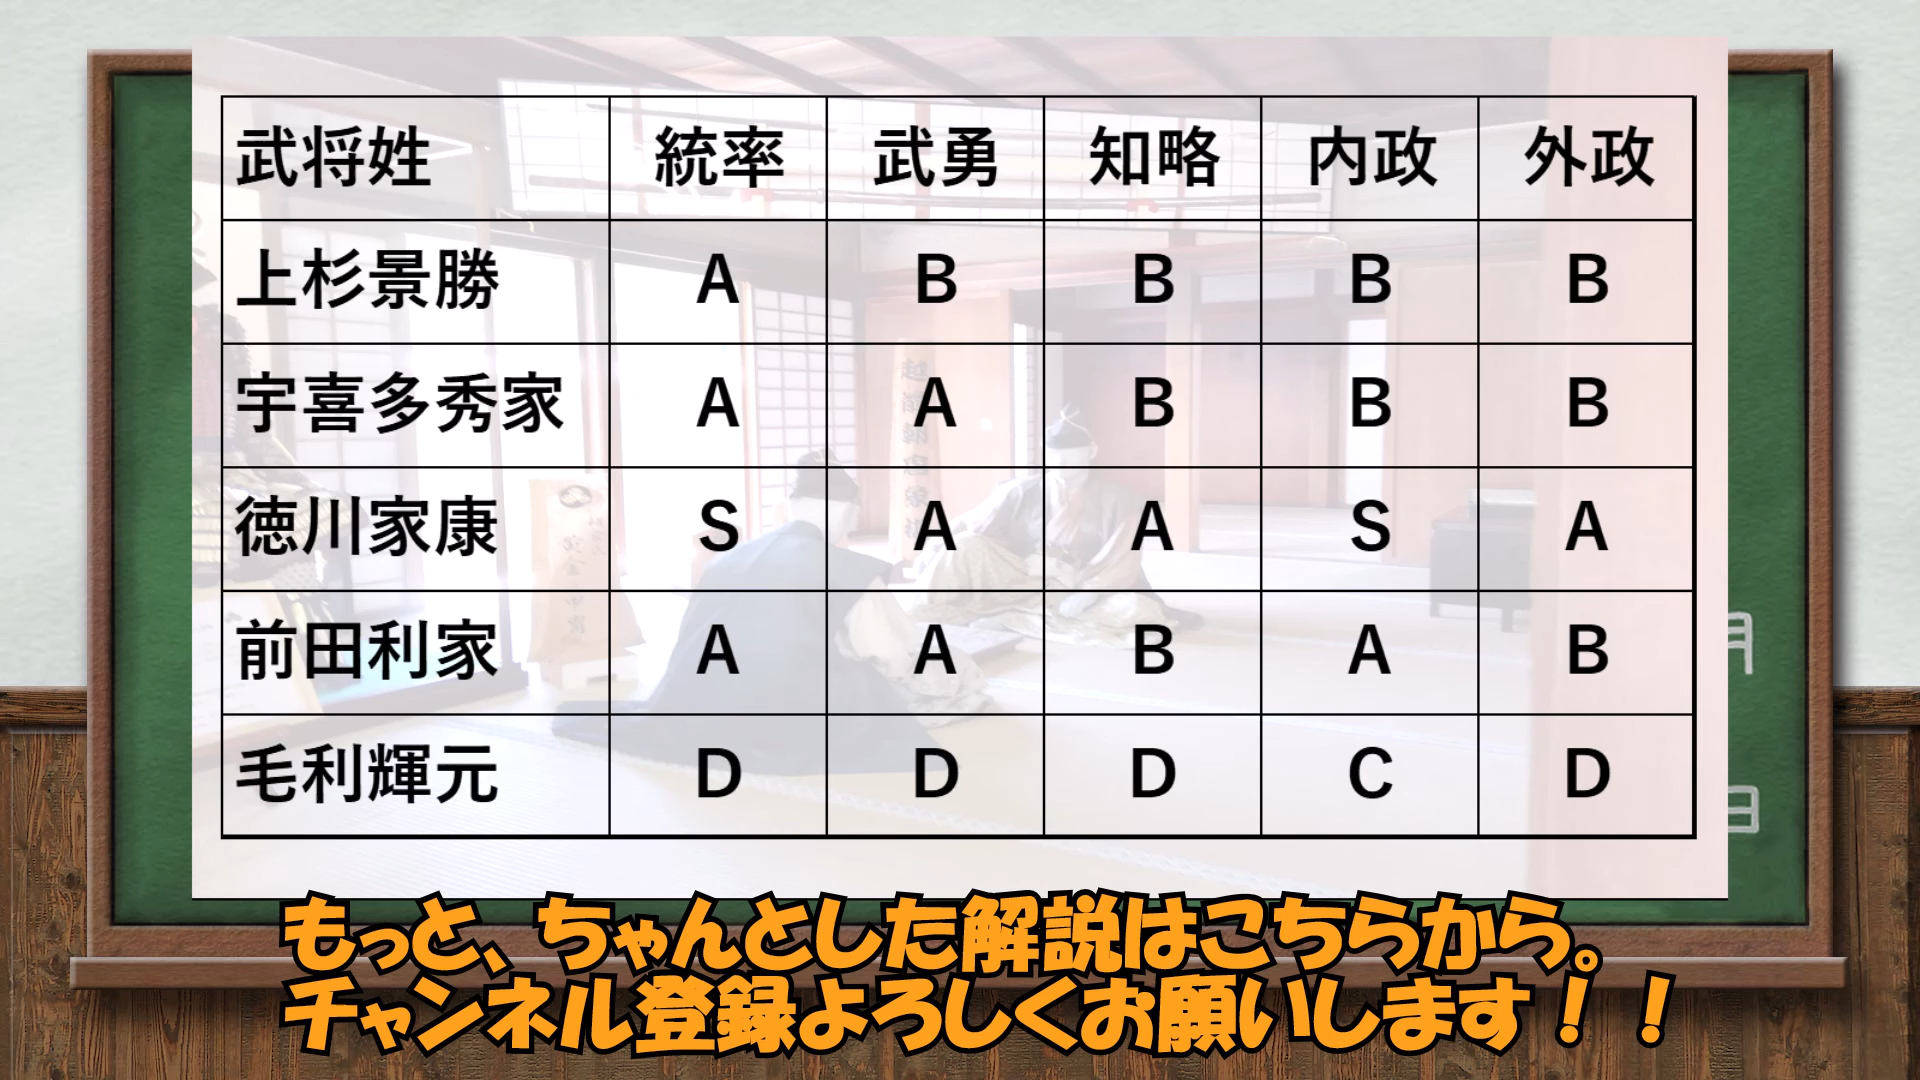 武将姓 統率 武勇 知略 内政 外政
上杉景勝 A B B B B
宇喜多秀家 A A B B B
徳川家康 S A A S A
前田利家 A A B A B
毛利輝元 D D D C D
月
日
もっと、ちゃんとした解説はこちらから。
チャンネル登録よろしくお願いします！！